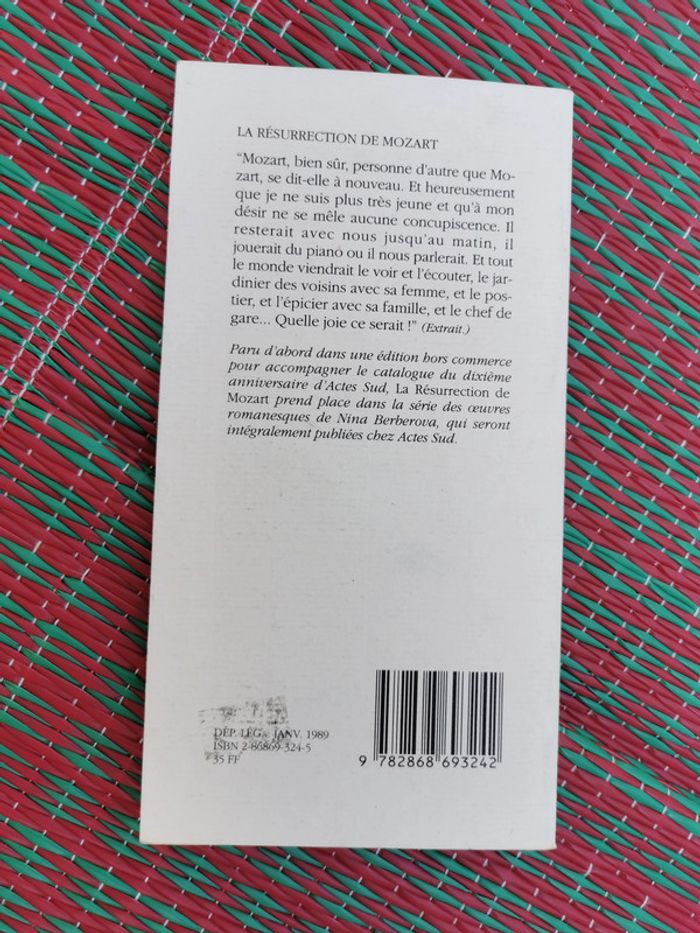 LA RÉSURRECTION DE MOZART
“Mozart, bien sûr, personne d'autre que Mo-
zart, se dit-elle à nouveau. Et heureusement
que je ne suis plus très jeune et qu'à mon
désir ne se mêle aucune concupiscence. Il
resterait avec nous jusqu'au matin, il
jouerait du piano ou il nous parlerait. Et tout
le monde viendrait le voir et l'écouter, le jar-
dinier des voisins avec sa femme, et le pos-
tier, et l'épicier avec sa famille, et le chef de
gare... Quelle joie ce serait !” (Extrait.)
Paru d'abord dans une édition hors commerce
pour accompagner le catalogue du dixième
anniversaire d'Actes Sud, La Résurrection de
Mozart prend place dans la série des œuvres
romanesques de Nina Berberova, qui seront
intégralement publiées chez Actes Sud.
DÉP. LÉG. : JANV. 1989
ISBN 2-86869-324-5
35 FF
9 782868 693242